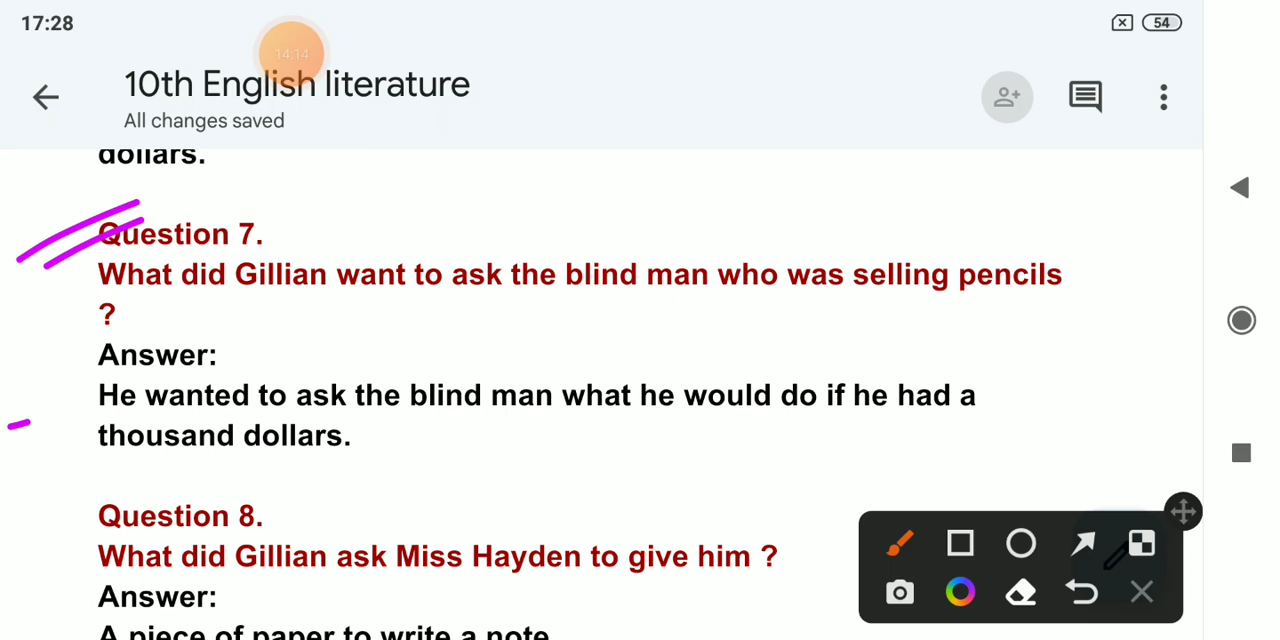 17:28
54
14:14
10th English literature
All changes saved
dollars.
Question 7.
What did Gillian want to ask the blind man who was selling pencils
?
Answer:
He wanted to ask the blind man what he would do if he had a
thousand dollars.
Question 8.
What did Gillian ask Miss Hayden to give him ?
Answer:
A piece of paper to write a note